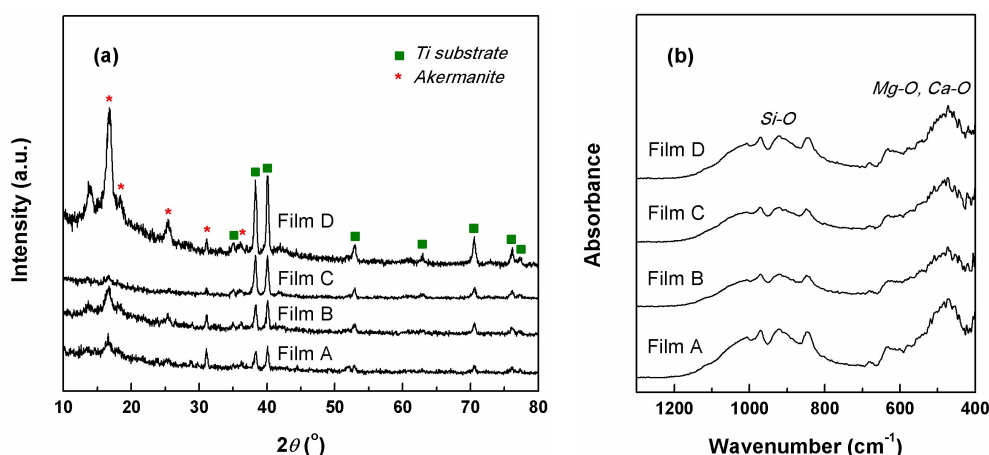 (a)
Ti substrate
* Akermanite
Film D
Film C
Film B
Film A
Intensity (a.u.)
10 20 30 40 50 60 70 80
2θ (°)
(b)
Mg-O, Ca-O
Si-O
Film D
Film C
Film B
Film A
Absorbance
1200 1000 800 600 400
Wavenumber (cm-1)